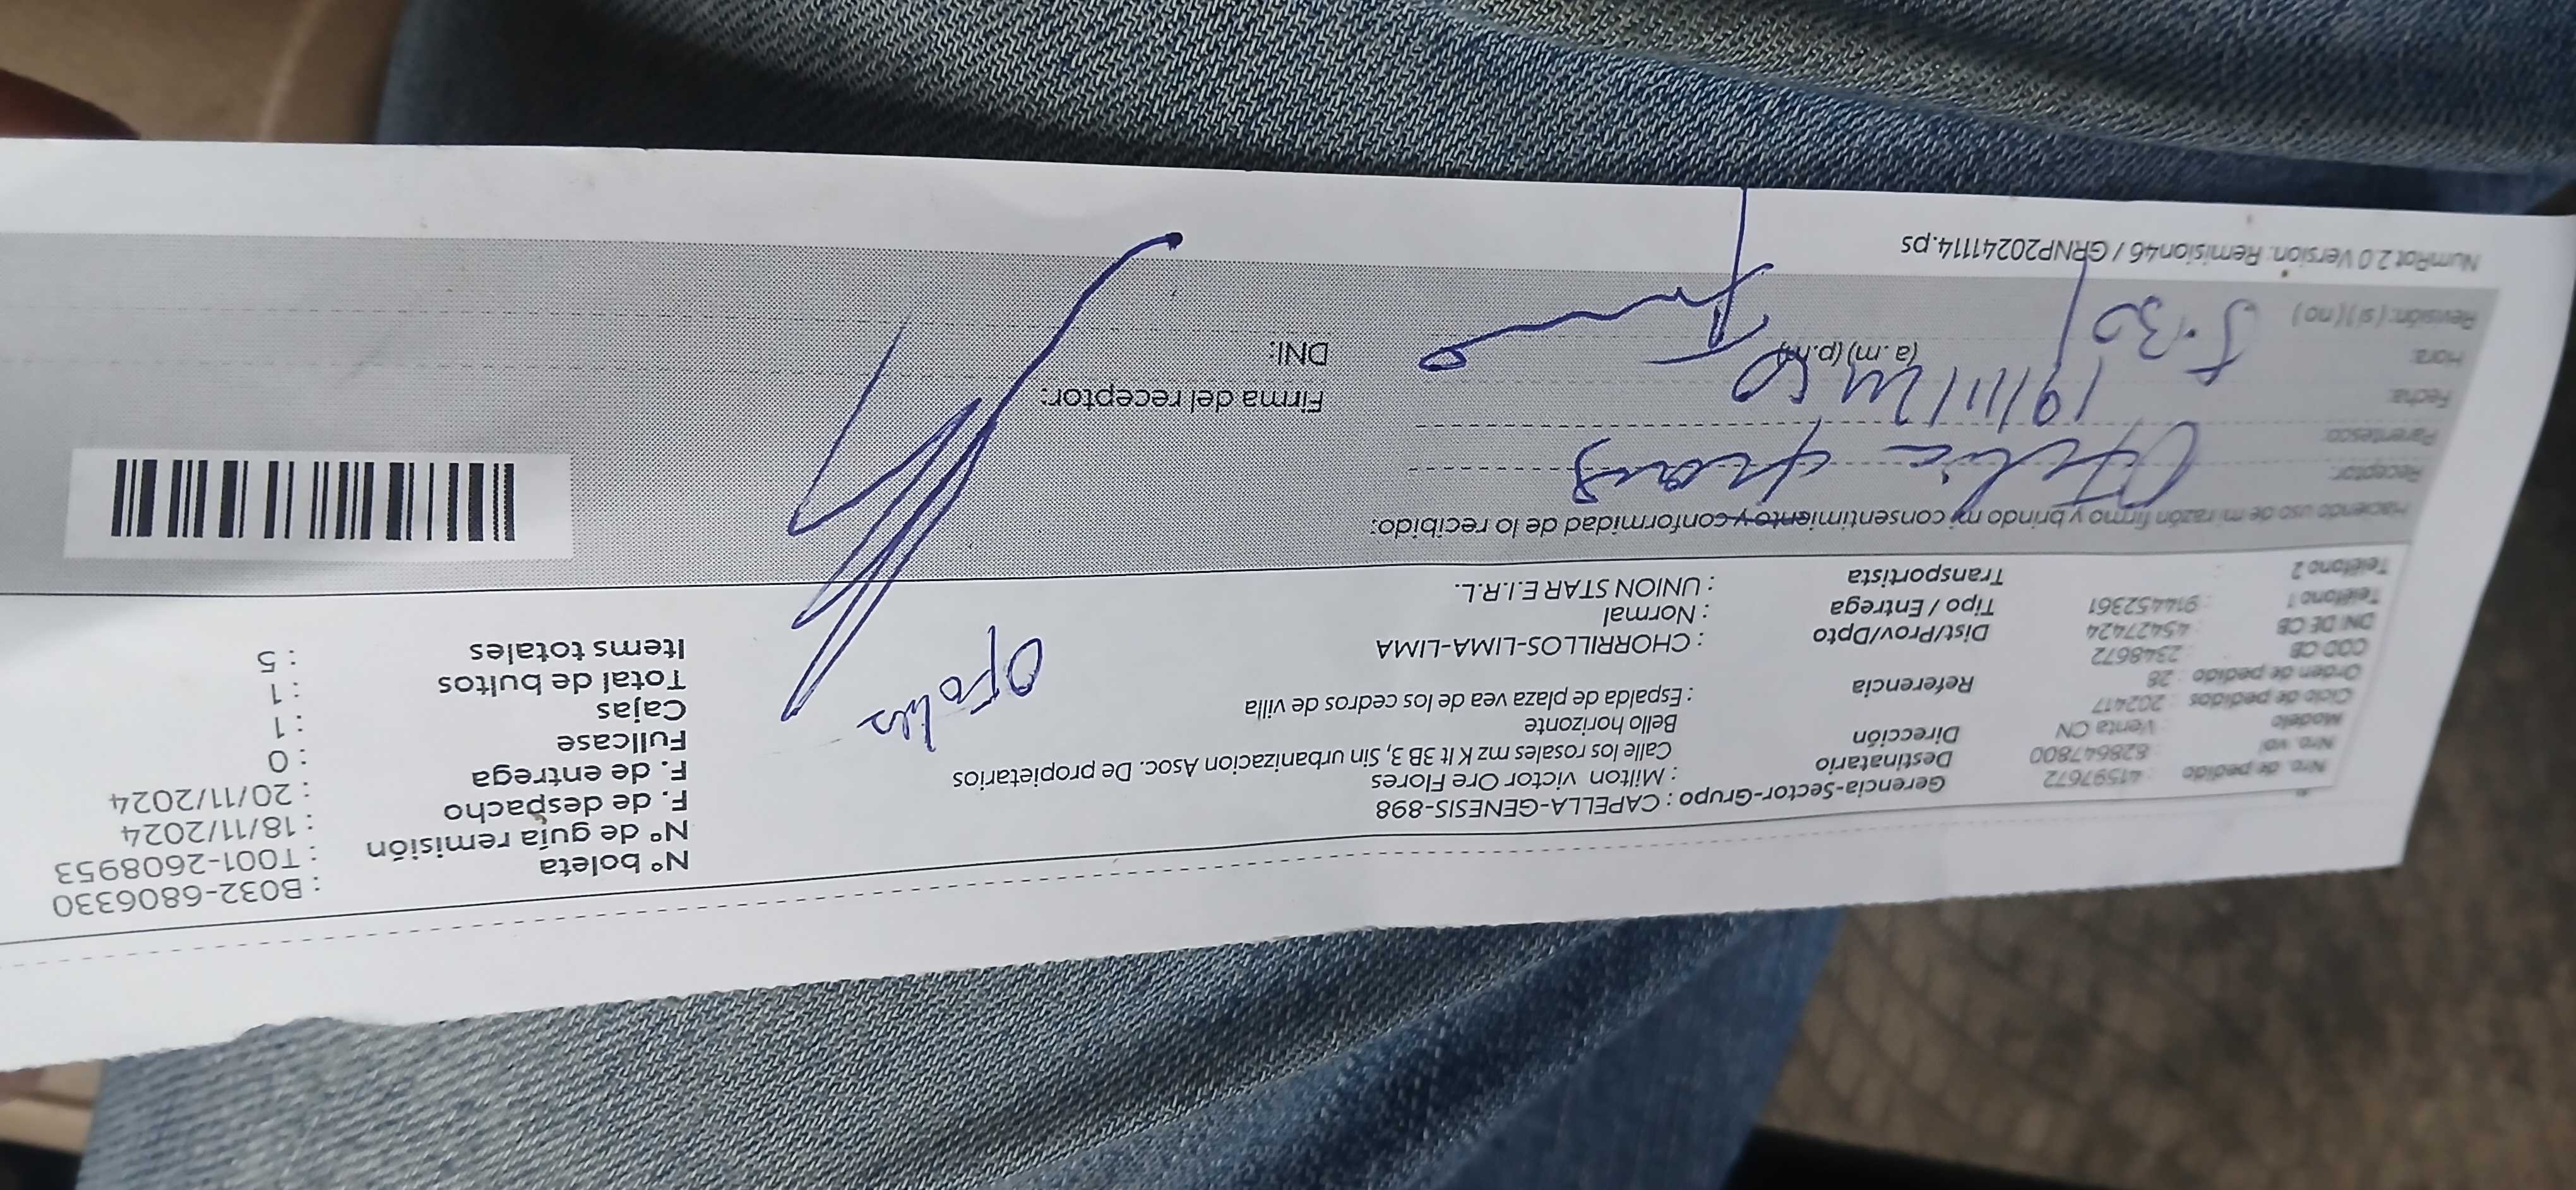 Nro. de pedido : 41597672
Nro. vol : 828647800
Modelo : Venta CN
Ciclo de pedidos : 202417
Orden de pedido : 28
COD CB : 2348672
DNI DE CB : 45427424
Teléfono 1 : 914452361
Teléfono 2
Gerencia-Sector-Grupo : CAPELLA-GENESIS-898
Destinatario : Milton victor Ore Flores
Dirección Calle los rosales mz K lt 3B 3, Sin urbanizacion Asoc. De propietarios
Bello horizonte
Referencia : Espalda de plaza vea de los cedros de villa
Dist/Prov/Dpto : CHORRILLOS-LIMA-LIMA
Tipo / Entrega : Normal
Transportista : UNION STAR E.I.R.L.
N° boleta : B032-6806330
N° de guía remisión : T001-2608953
F. de despacho : 18/11/2024
F. de entrega : 20/11/2024
Fullcase : 0
Cajas : 1
Total de bultos : 1
Items totales : 5
Haciendo uso de mi razón firmo y brindo mi consentimiento y conformidad de lo recibido:
Receptor:
Parentesco:
Fecha: 19/11/24
Hora: 5.30 (a.m) (p.m)
Revisión: ( si ) ( no )
Firma del receptor:
DNI:
NumRot 2.0 Version: Remision46 / GRNP20241114.ps